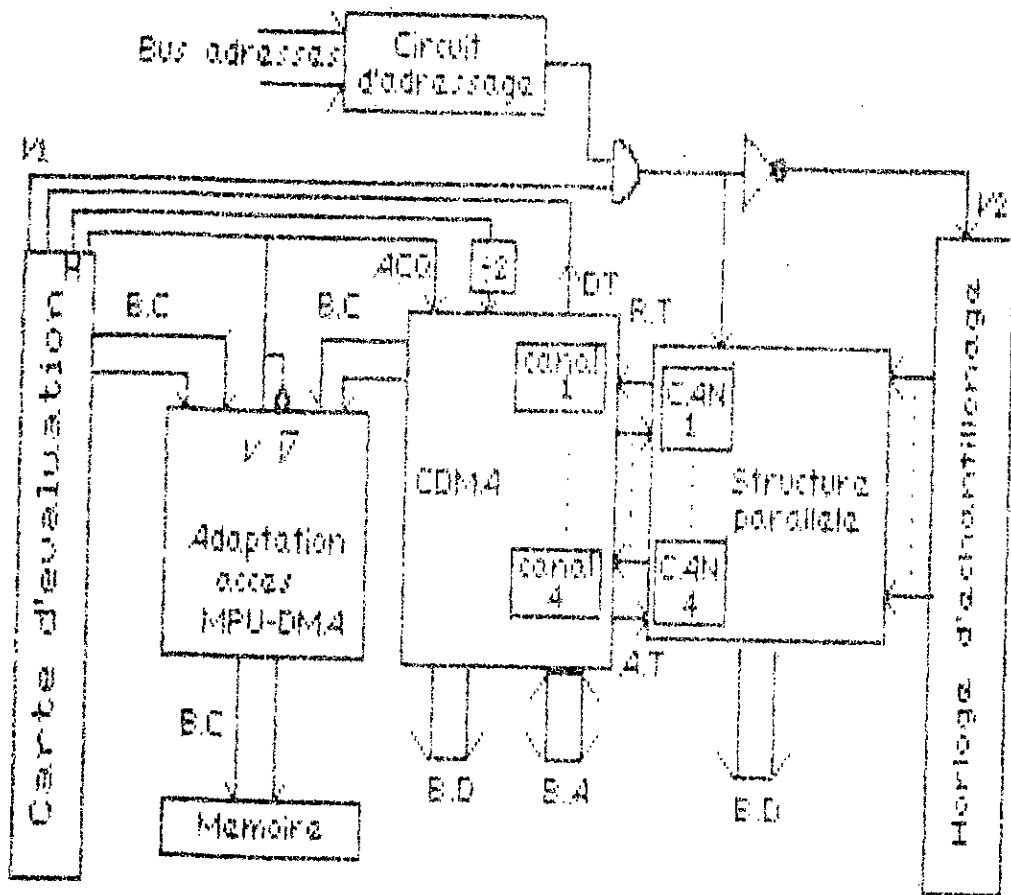 Bus adresses
Circuit
d'adressage
V1
V2
ACQ
÷2
DT
B.C
B.C
R.T
canal
1
C.AN
1
V V̅
CDMA
Structure
parallele
Adaptation
acces
MPU-DMA
canal
4
C.AN
4
A.T
B.C
B.D
B.A
B.D
Memoire
Carte d'evaluation
Horloge d'echantillonage